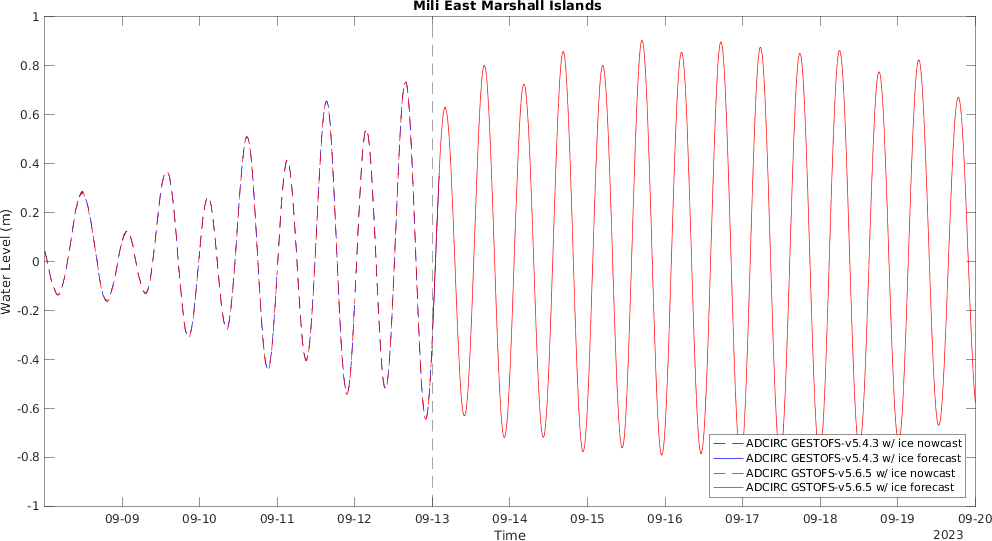 Mili East Marshall Islands
1
0.8
0.6
0.4
0.2
0
-0.2
-0.4
-0.6
-0.8
-1
Water Level (m)
ADCIRC GESTOFS-v5.4.3 w/ ice nowcast
ADCIRC GESTOFS-v5.4.3 w/ ice forecast
ADCIRC GSTOFS-v5.6.5 w/ ice nowcast
ADCIRC GSTOFS-v5.6.5 w/ ice forecast
09-09 09-10 09-11 09-12 09-13 09-14 09-15 09-16 09-17 09-18 09-19 09-20
Time
2023